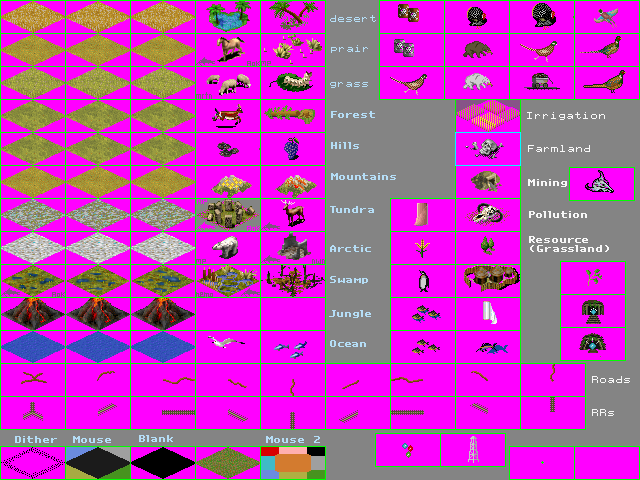 desert
prair
grass
Forest
Irrigation
Hills
Farmland
Mountains
Mining
Tundra
Pollution
Arctic
Resource
(Grassland)
Swamp
Jungle
Ocean
Roads
RRs
Dither Mouse Blank Mouse 2